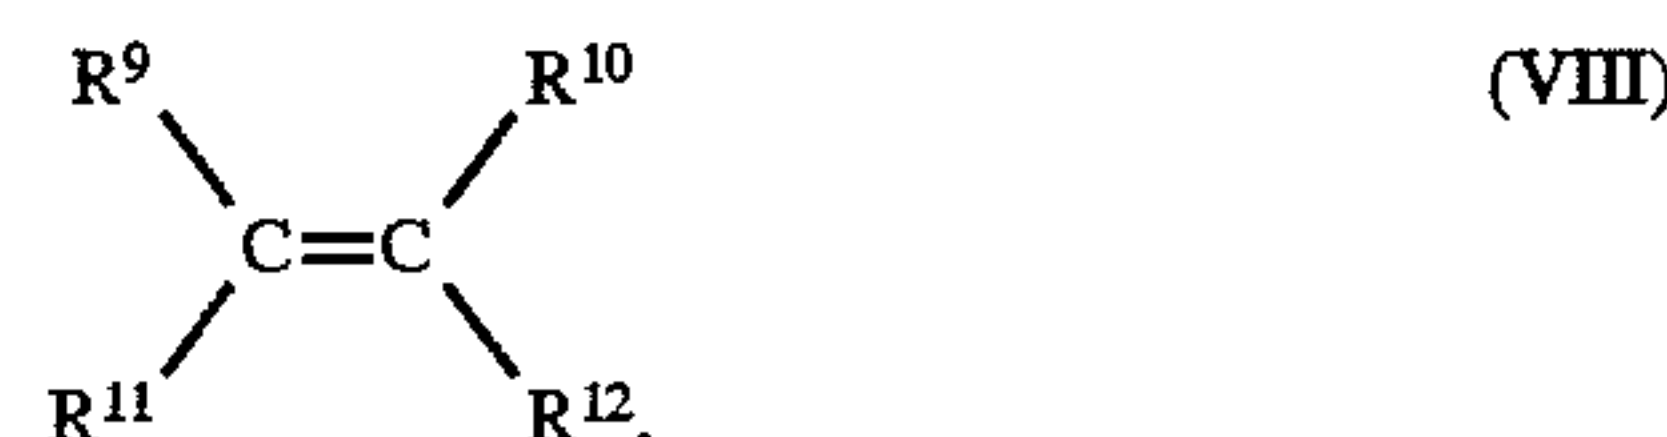 R⁹ R¹⁰ (VIII)
C=C
R¹¹ R¹².